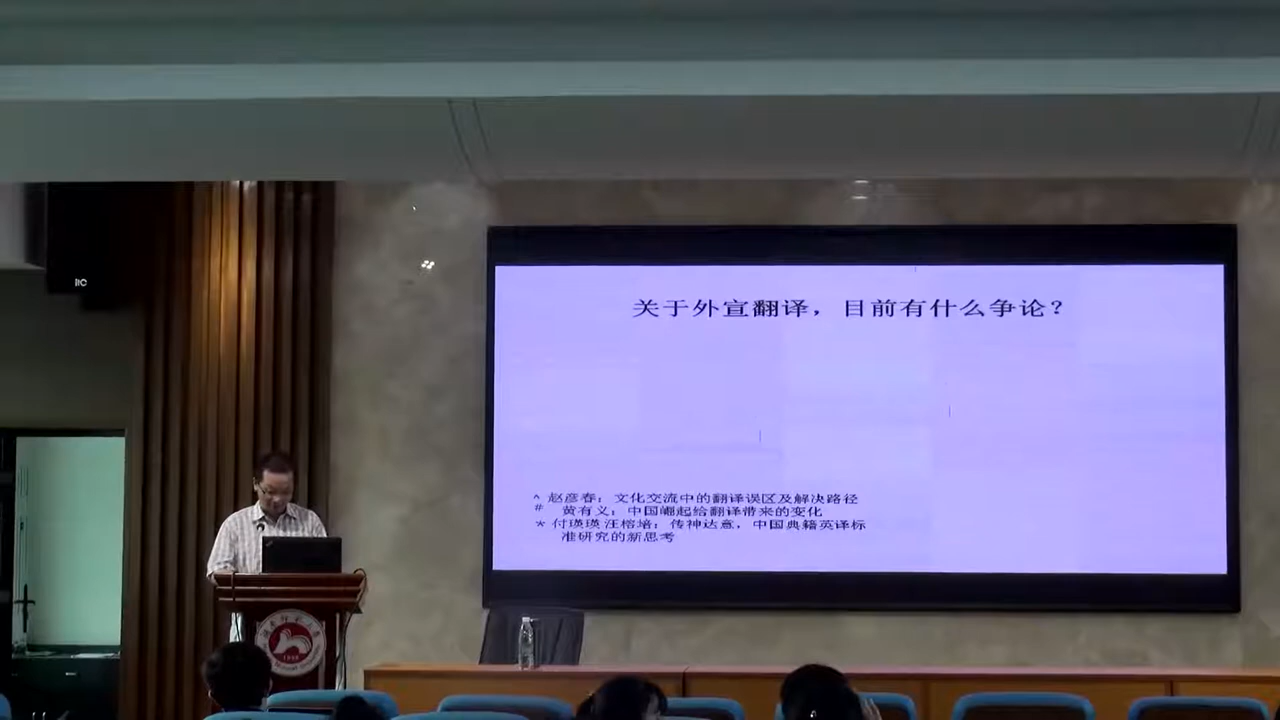 关于外宣翻译，目前有什么争论？
^ 赵彦春：文化交流中的翻译误区及解决路径
# 黄有义：中国崛起给翻译带来的变化
* 付瑛瑛 汪榕培：传神达意，中国典籍英译标
准研究的新思考